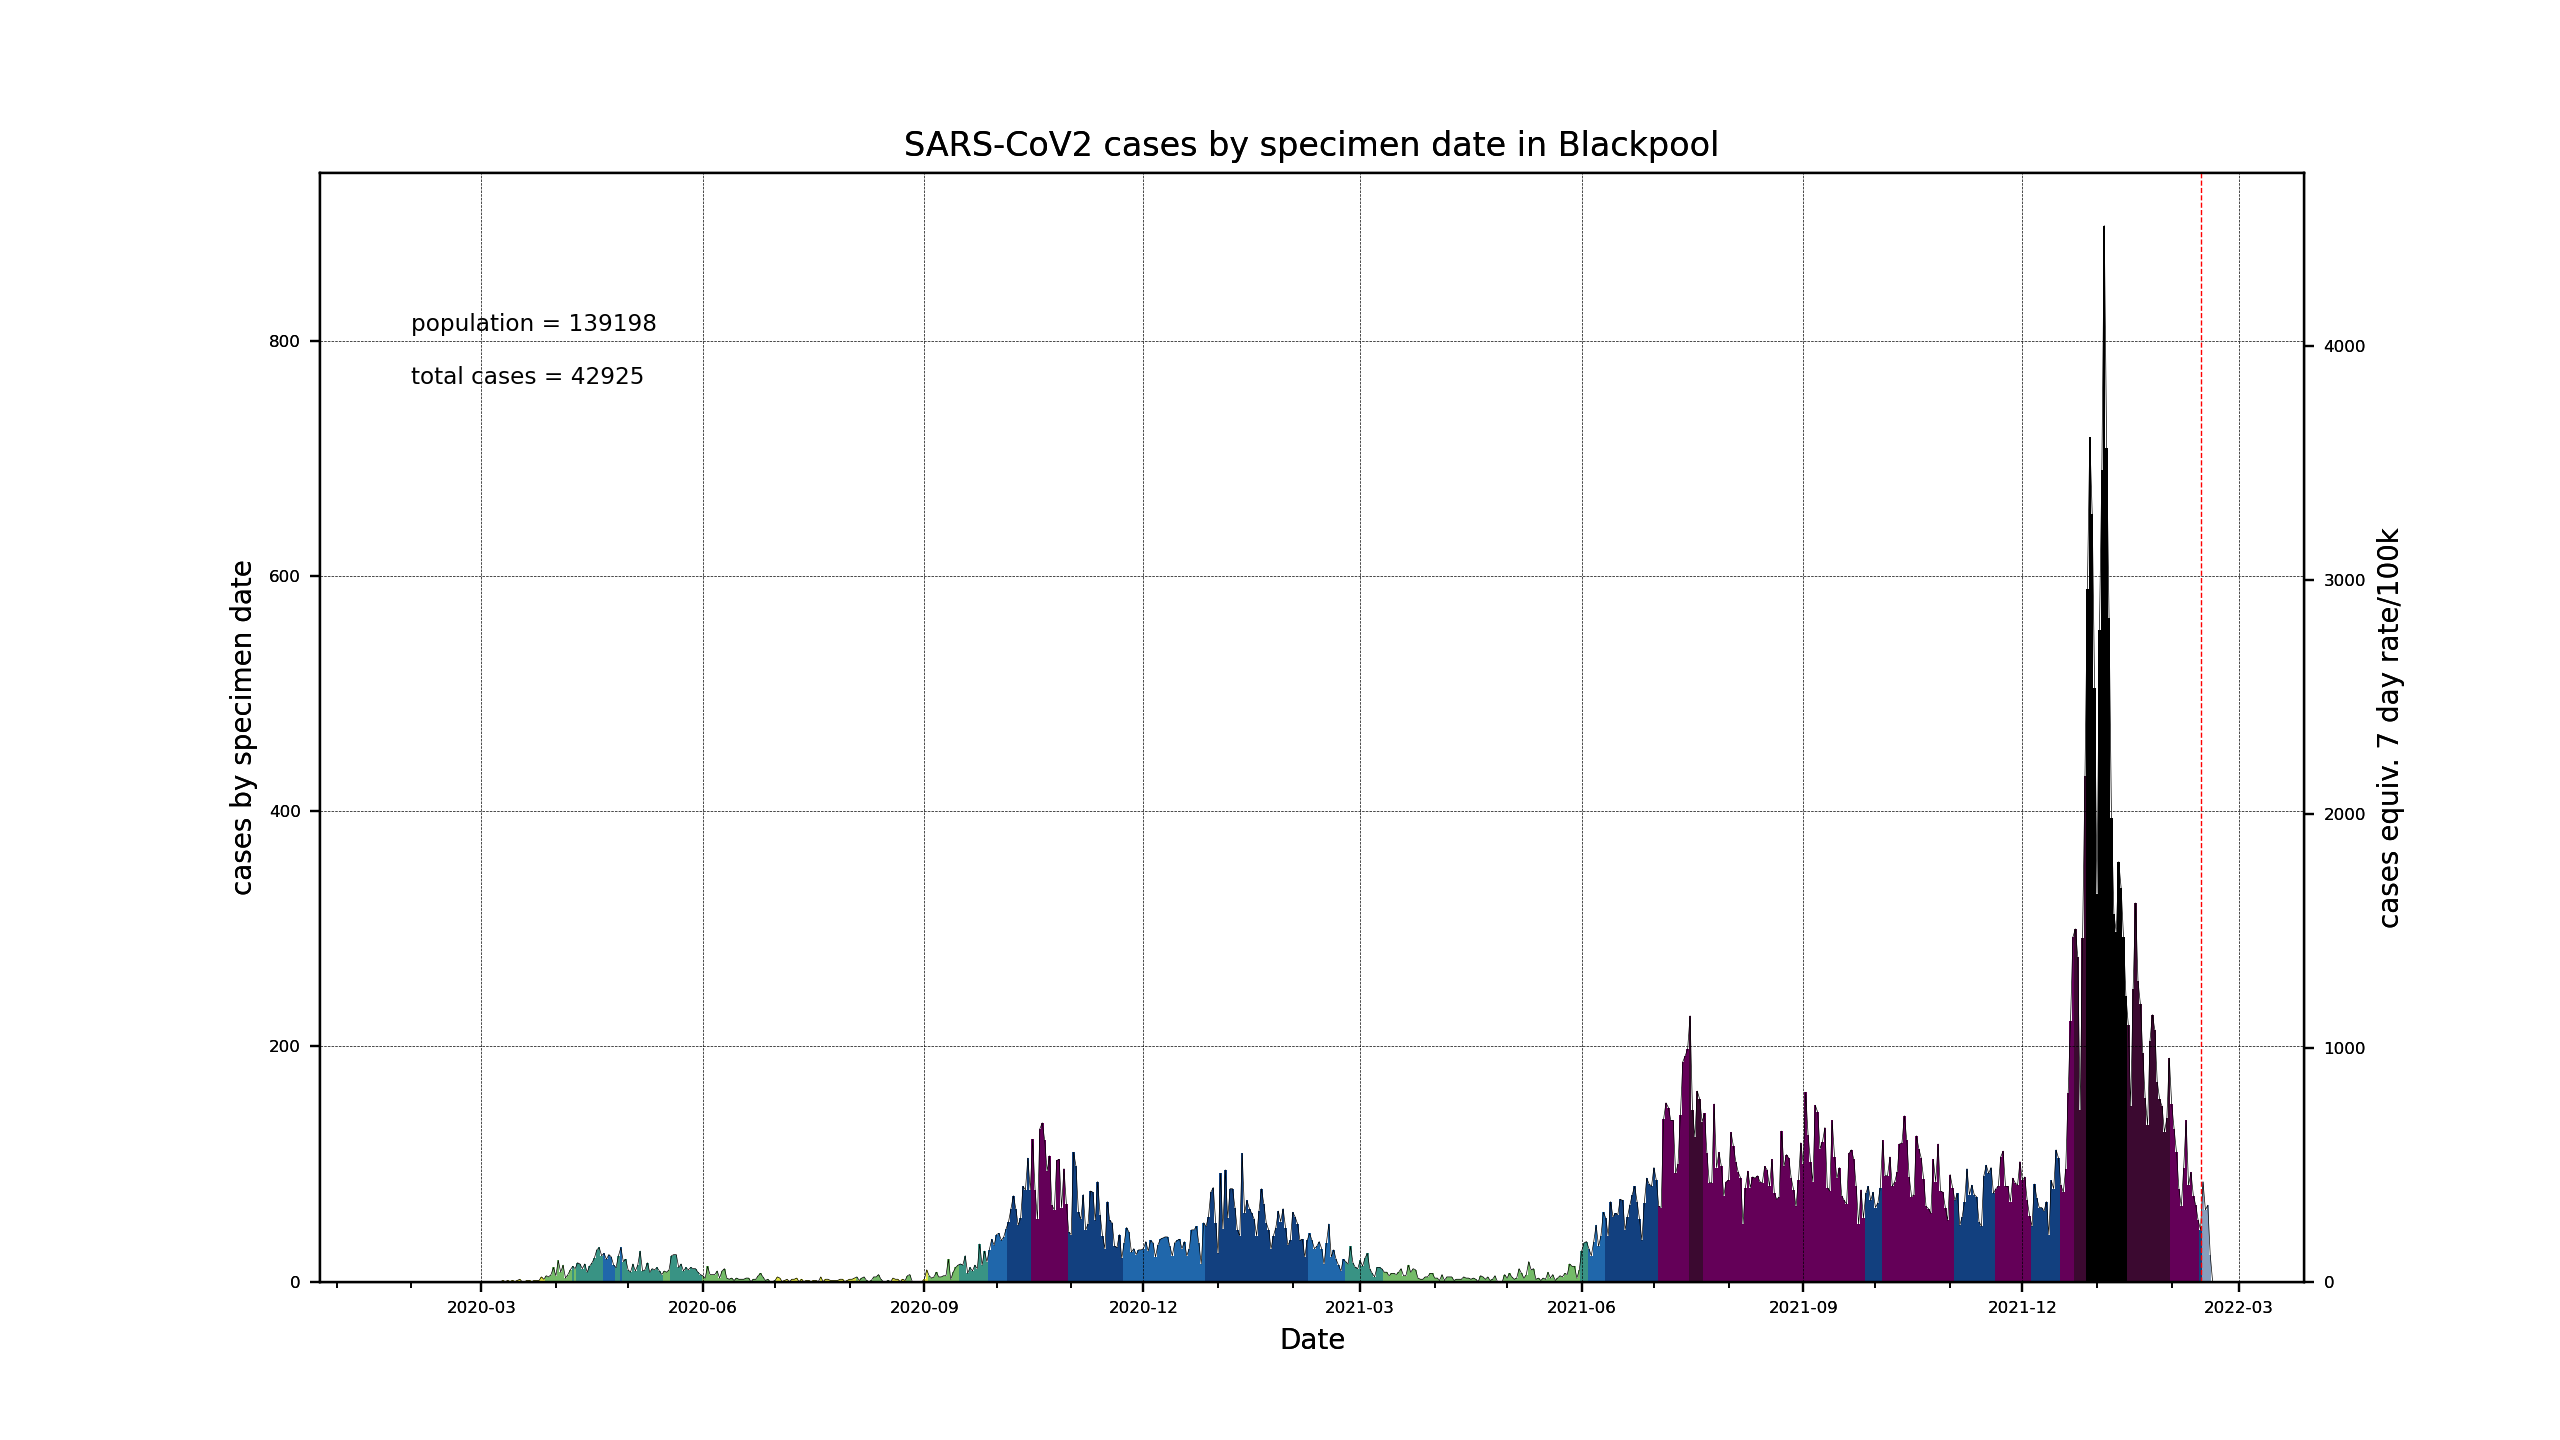 SARS-CoV2 cases by specimen date in Blackpool
population = 139198
total cases = 42925
cases by specimen date
800
600
400
200
0
4000
3000
2000
1000
0
cases equiv. 7 day rate/100k
2020-03 2020-06 2020-09 2020-12 2021-03 2021-06 2021-09 2021-12 2022-03
Date